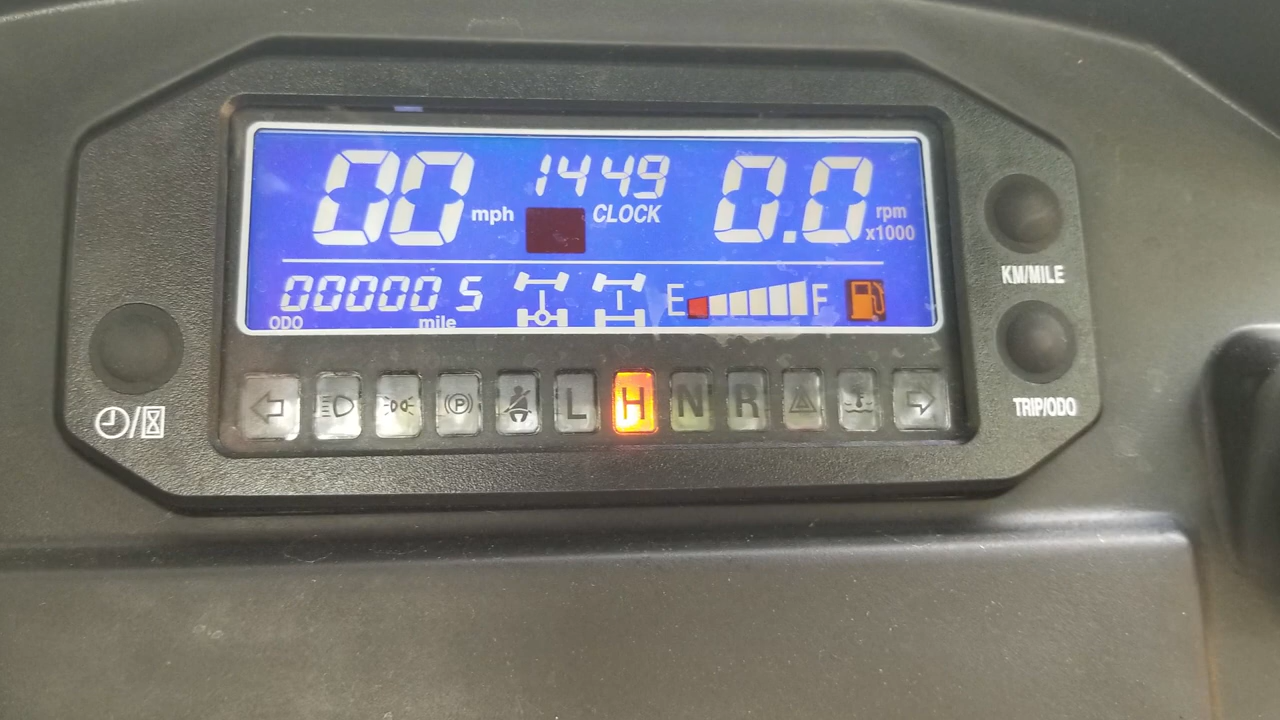 00 mph 1449 CLOCK 0.0 rpm x1000
00000 5 ODO mile E F
KM/MILE
P L H N R
TRIP/ODO